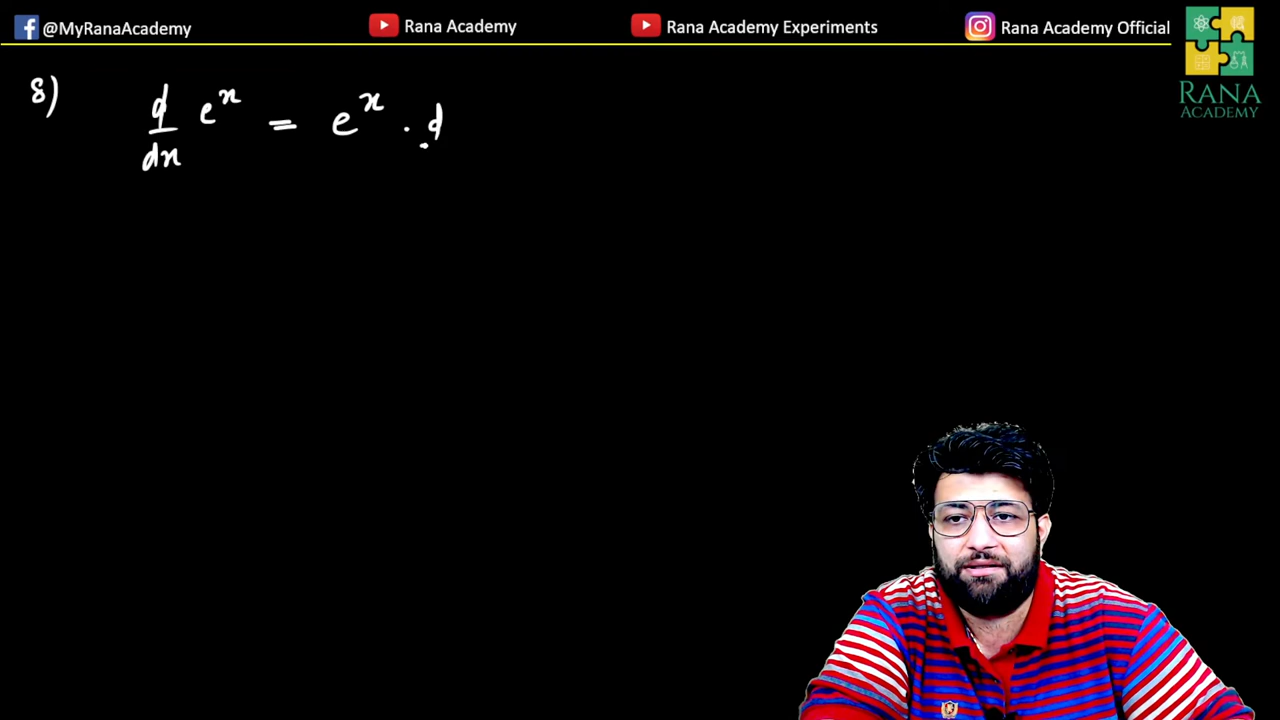 @MyRanaAcademy Rana Academy Rana Academy Experiments Rana Academy Official
RANA
ACADEMY
8) d/dx e^x = e^x . d